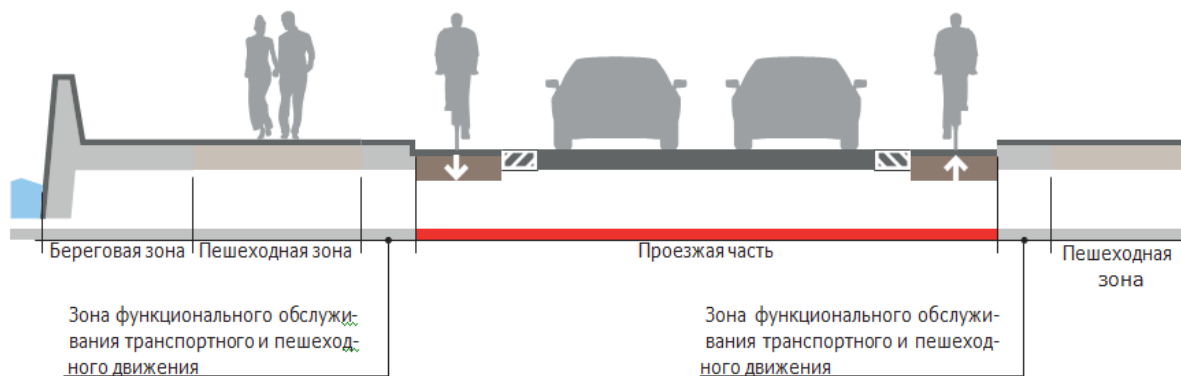 Береговая зона
Пешеходная зона
Проезжая часть
Пешеходная
зона
Зона функционального обслужи-
вания транспортного и пешеход-
ного движения
Зона функционального обслужи-
вания транспортного и пешеход-
ного движения